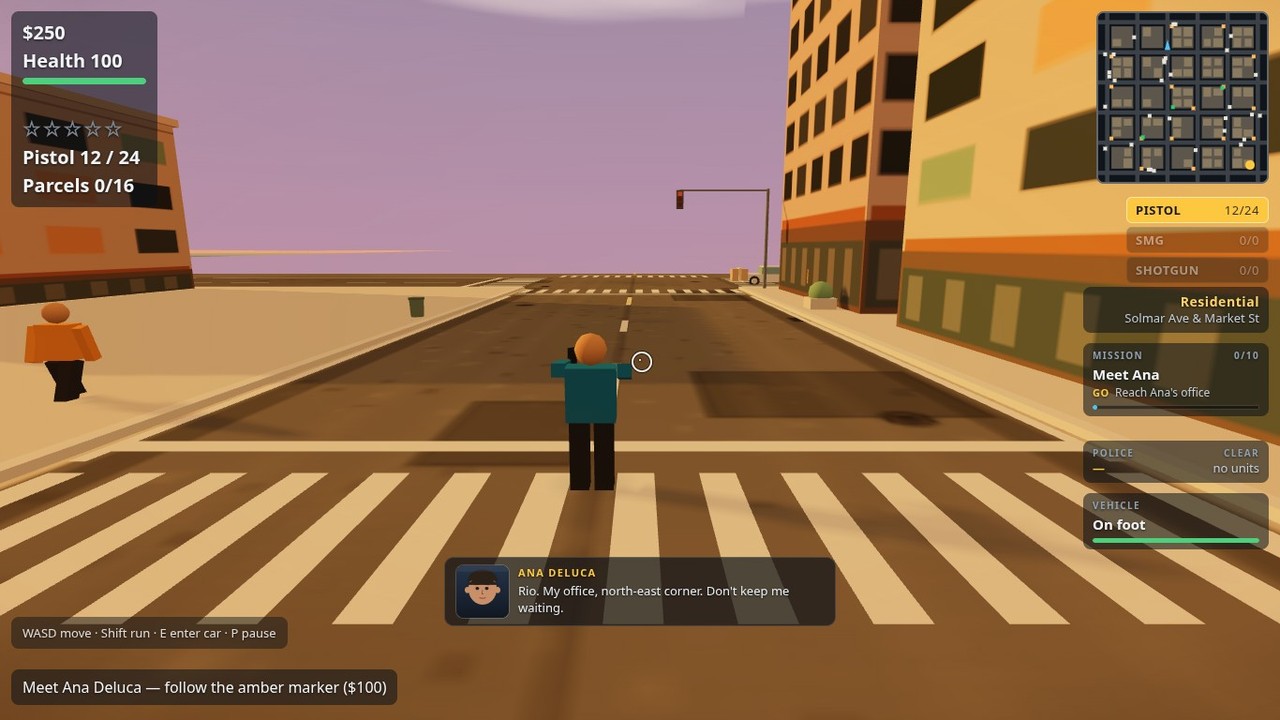 $250
Health 100
☆☆☆☆☆
Pistol 12 / 24
Parcels 0/16
PISTOL 12/24
SMG 0/0
SHOTGUN 0/0
Residential
Solmar Ave & Market St
MISSION 0/10
Meet Ana
GO Reach Ana's office
POLICE CLEAR
— no units
VEHICLE
On foot
ANA DELUCA
Rio. My office, north-east corner. Don't keep me
waiting.
WASD move · Shift run · E enter car · P pause
Meet Ana Deluca — follow the amber marker ($100)